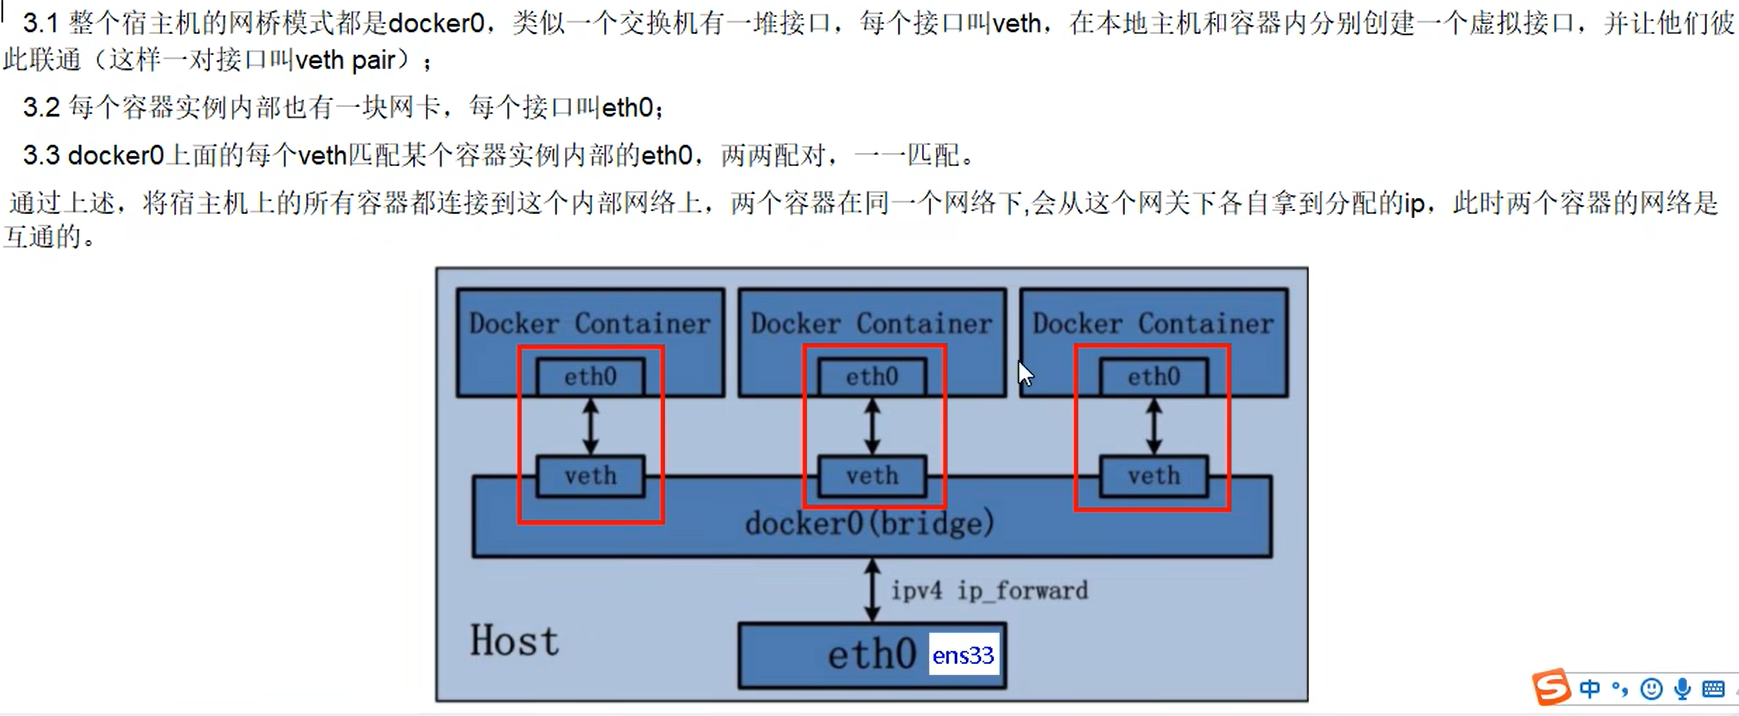 3.1 整个宿主机的网桥模式都是docker0，类似一个交换机有一堆接口，每个接口叫veth，在本地主机和容器内分别创建一个虚拟接口，并让他们彼
此联通（这样一对接口叫veth pair）；
3.2 每个容器实例内部也有一块网卡，每个接口叫eth0；
3.3 docker0上面的每个veth匹配某个容器实例内部的eth0，两两配对，一一匹配。
通过上述，将宿主机上的所有容器都连接到这个内部网络上，两个容器在同一个网络下,会从这个网关下各自拿到分配的ip，此时两个容器的网络是
互通的。
Docker Container Docker Container Docker Container
eth0 eth0 eth0
veth veth veth
docker0(bridge)
ipv4 ip_forward
Host
eth0 ens33
S 中